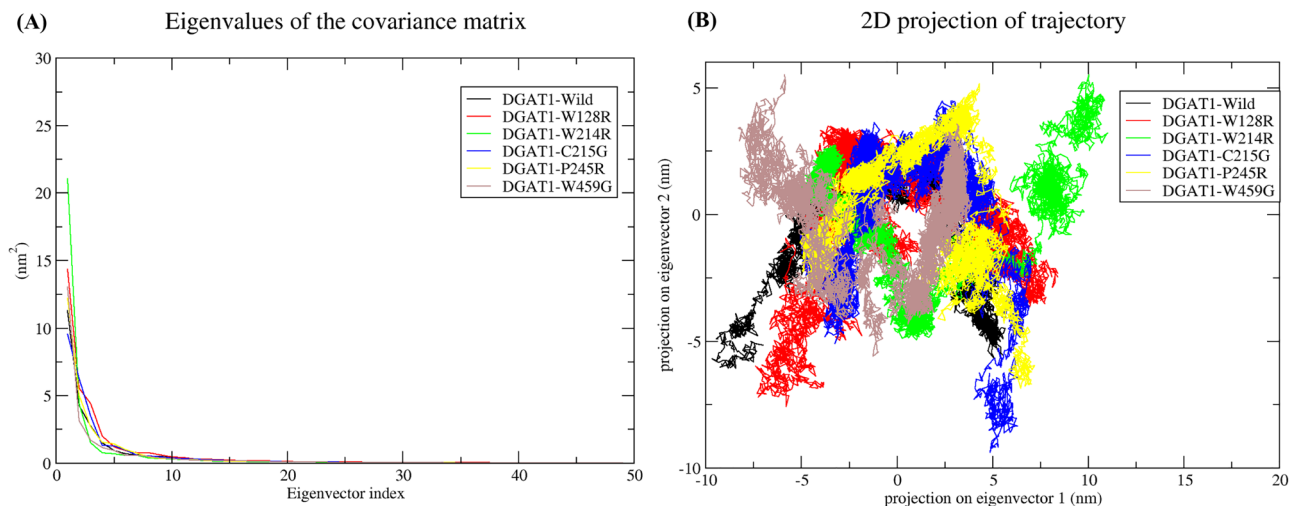 (A)
Eigenvalues of the covariance matrix
30
25
20
15
10
5
0
(nm²)
0
10
20
30
40
50
Eigenvector index
DGAT1-Wild
DGAT1-W128R
DGAT1-W214R
DGAT1-C215G
DGAT1-P245R
DGAT1-W459G
(B)
2D projection of trajectory
5
0
-5
-10
projection on eigenvector 2 (nm)
-10
-5
0
5
10
15
20
projection on eigenvector 1 (nm)
DGAT1-Wild
DGAT1-W128R
DGAT1-W214R
DGAT1-C215G
DGAT1-P245R
DGAT1-W459G